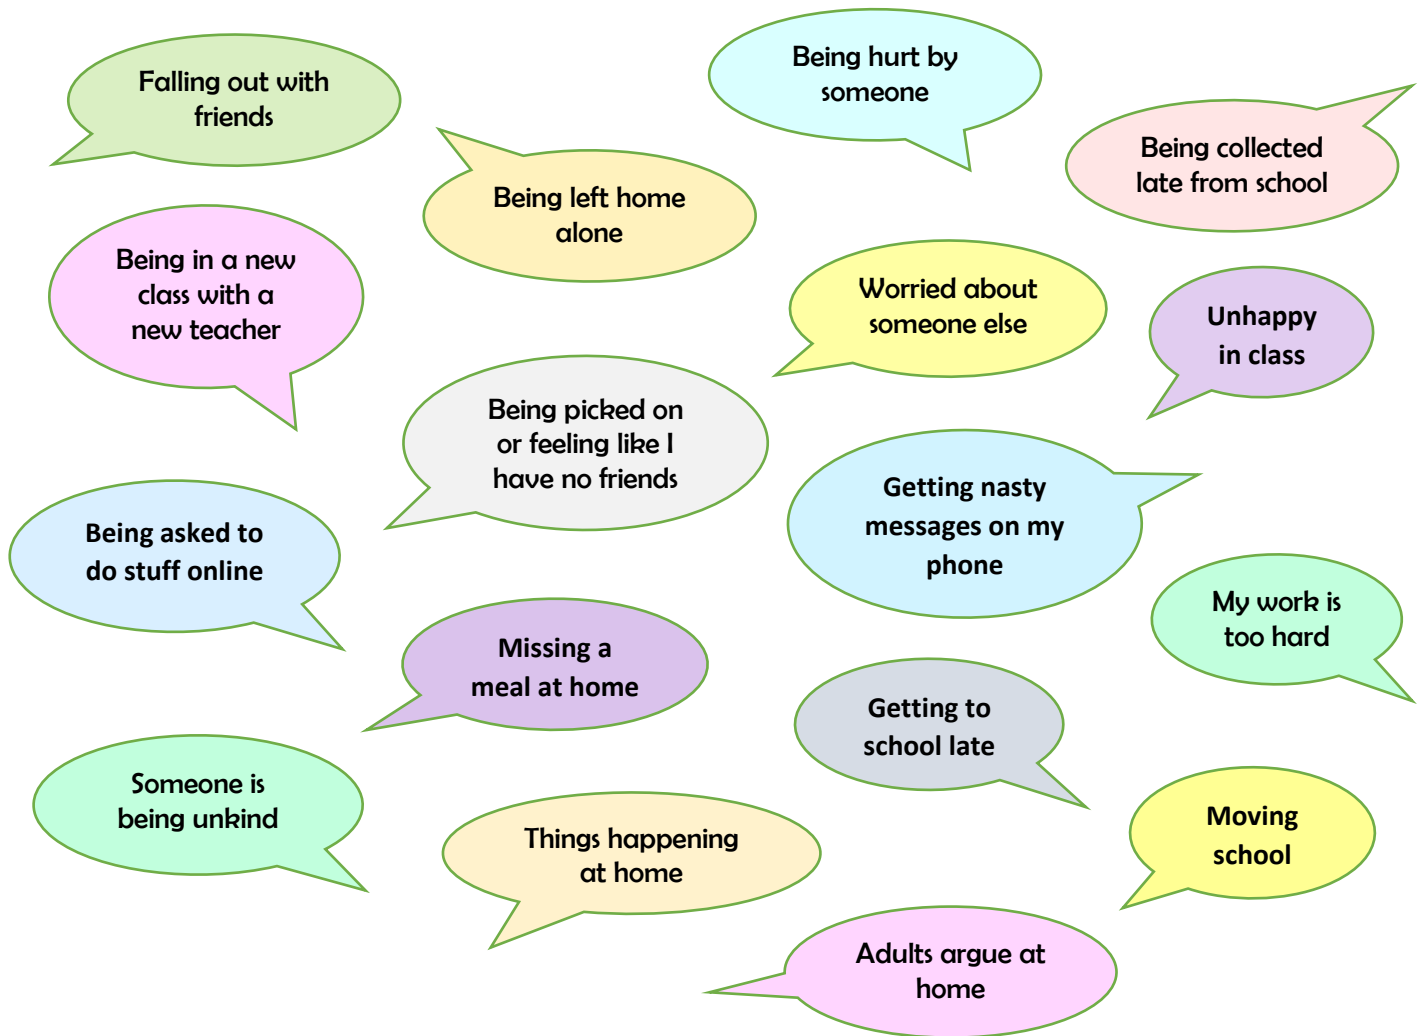 Falling out with
friends
Being hurt by
someone
Being collected
late from school
Being left home
alone
Being in a new
class with a
new teacher
Worried about
someone else
Unhappy
in class
Being picked on
or feeling like I
have no friends
Getting nasty
messages on my
phone
Being asked to
do stuff online
My work is
too hard
Missing a
meal at home
Getting to
school late
Someone is
being unkind
Things happening
at home
Moving
school
Adults argue at
home